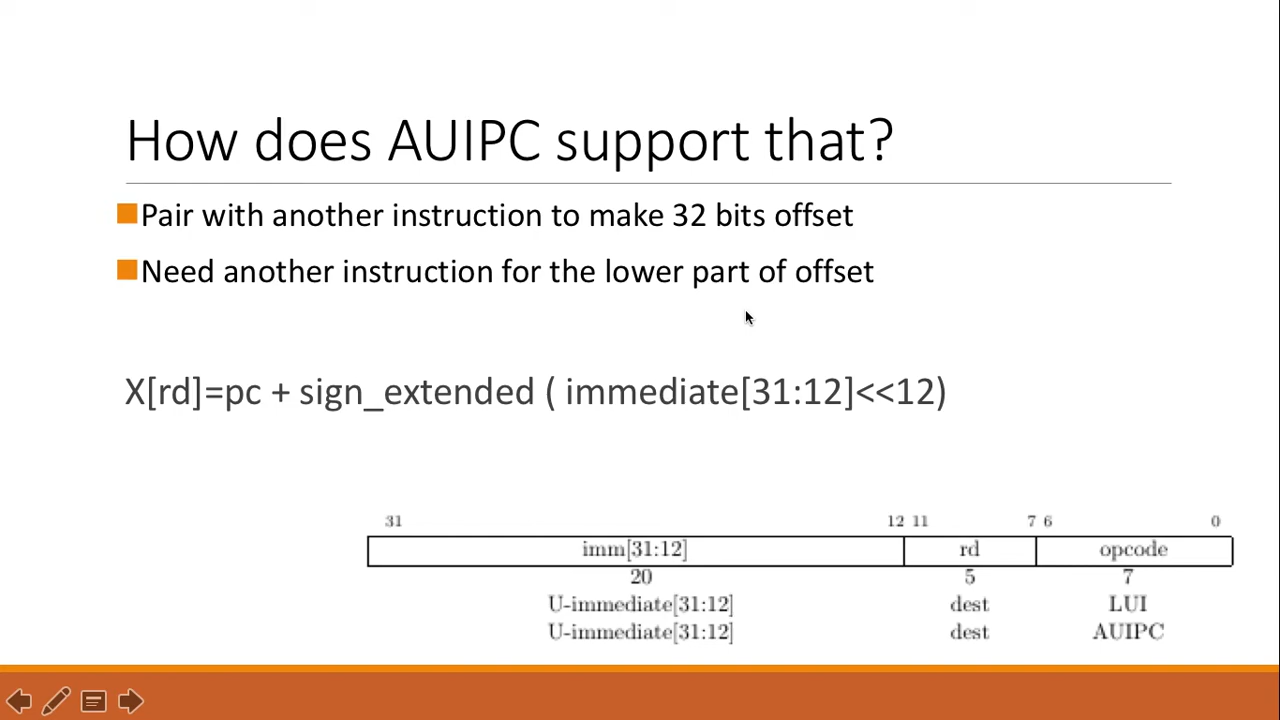 How does AUIPC support that?
Pair with another instruction to make 32 bits offset
Need another instruction for the lower part of offset
X[rd]=pc + sign_extended ( immediate[31:12]<<12)
31 12 11 7 6 0
imm[31:12] rd opcode
20 5 7
U-immediate[31:12] dest LUI
U-immediate[31:12] dest AUIPC